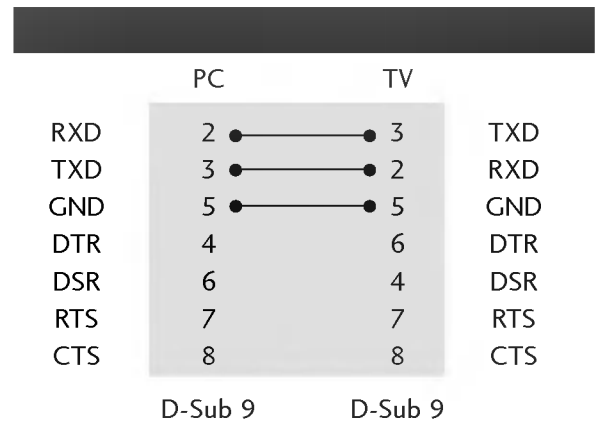 PC TV
RXD 2 3 TXD
TXD 3 2 RXD
GND 5 5 GND
DTR 4 6 DTR
DSR 6 4 DSR
RTS 7 7 RTS
CTS 8 8 CTS
D-Sub 9 D-Sub 9